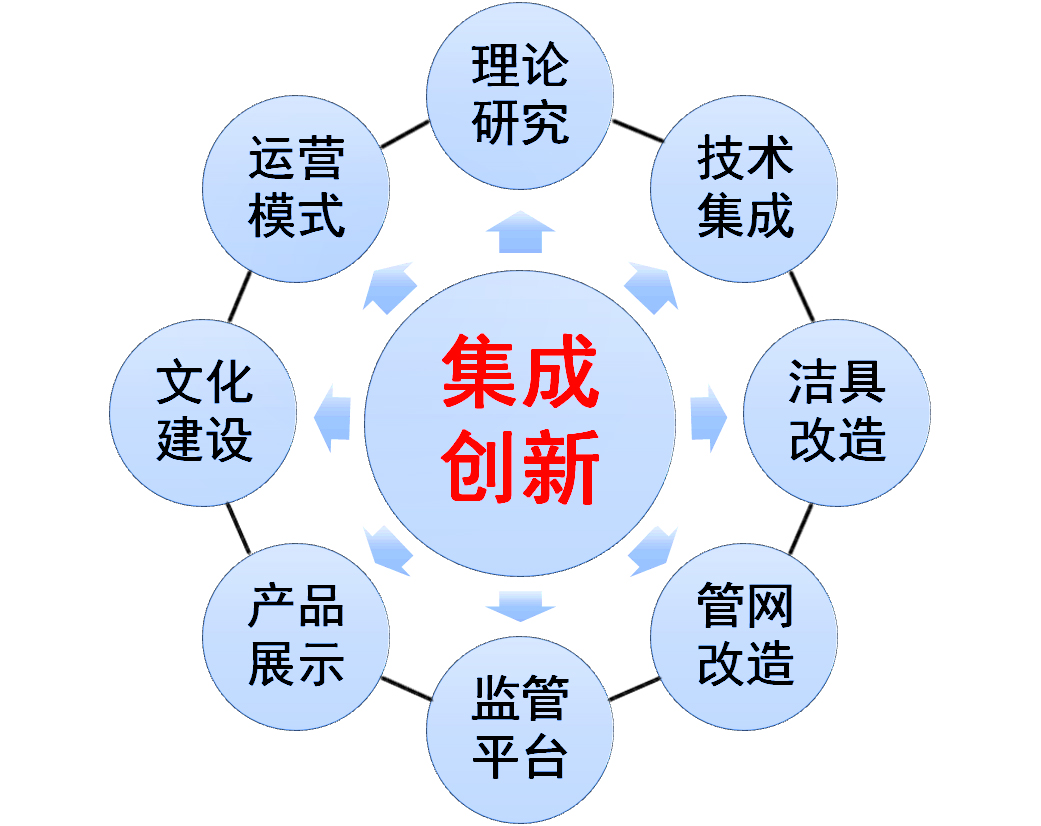 理论
研究
技术
集成
洁具
改造
管网
改造
监管
平台
产品
展示
文化
建设
运营
模式
集成
创新